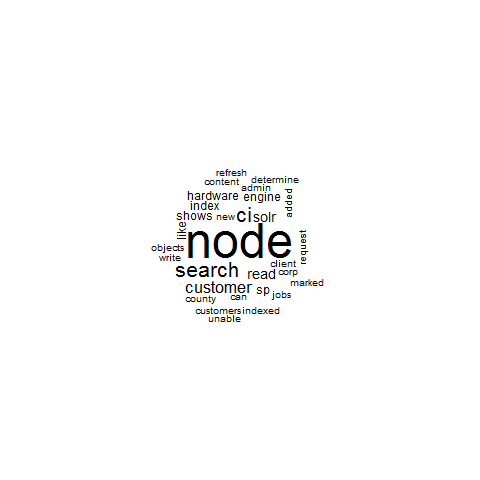 refresh
content
determine
admin
hardware
engine
added
index
shows
new
ci
solr
like
node
request
objects
write
search
read
client
corp
customer
sp
marked
county
can
jobs
customers
indexed
unable